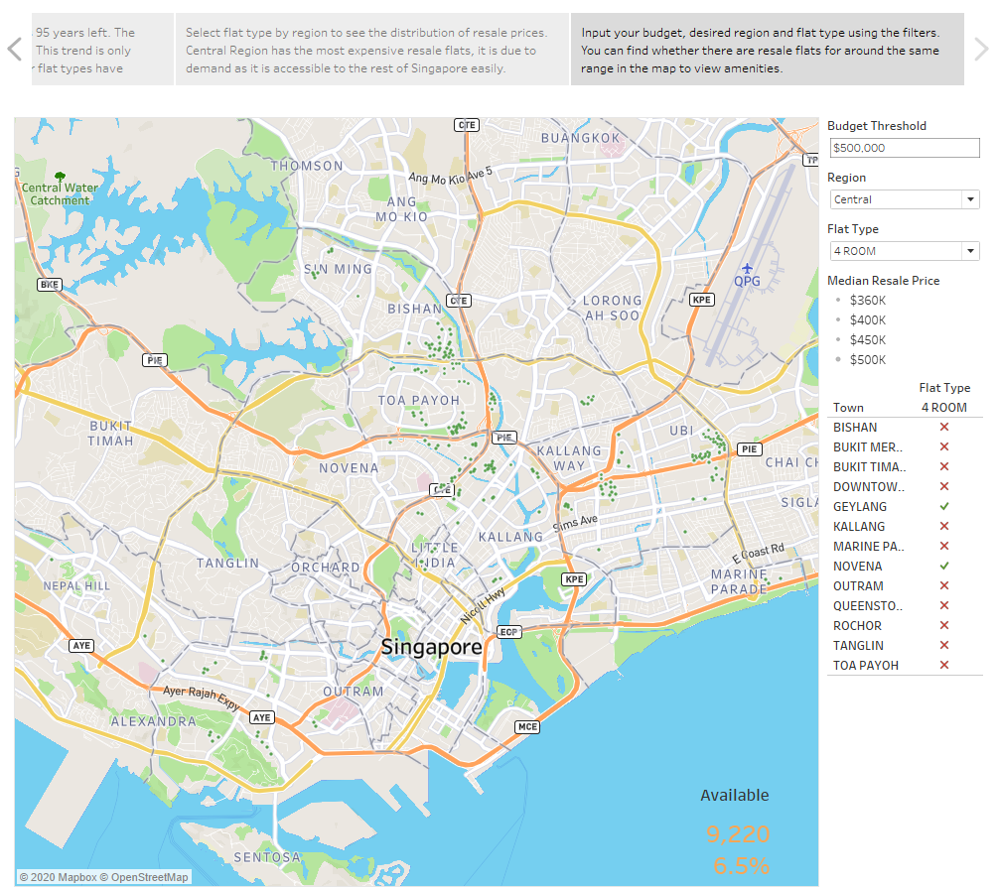 95 years left. The
This trend is only
flat types have
Select flat type by region to see the distribution of resale prices.
Central Region has the most expensive resale flats, it is due to
demand as it is accessible to the rest of Singapore easily.
Input your budget, desired region and flat type using the filters.
You can find whether there are resale flats for around the same
range in the map to view amenities.
CTE
BUANGKOK
TP
THOMSON
Ang Mo Kio Ave 5
Central Water
Catchment
ANG
MO KIO
SIN MING
QPG
BKE
CTE
KPE
BISHAN
LORONG
AH SOO
PIE
TOA PAYOH
BUKIT
TIMAH
UBI
PIE
PIE
KALLANG
WAY
CHAI CH
NOVENA
CTE
SIGLA
Sims Ave
KALLANG
LITTLE
INDIA
E Coast Rd
TANGLIN
ORCHARD
MARINE
PARADE
KPE
NEPAL HILL
Nicoll Hwy
ECP
AYE
Singapore
Ayer Rajah Expy
OUTRAM
AYE
ALEXANDRA
MCE
SENTOSA
Available
9,220
6.5%
© 2020 Mapbox © OpenStreetMap
Budget Threshold
$500,000
Region
Central
Flat Type
4 ROOM
Median Resale Price
$360K
$400K
$450K
$500K
Flat Type
Town 4 ROOM
BISHAN
BUKIT MER..
BUKIT TIMA..
DOWNTOW..
GEYLANG
KALLANG
MARINE PA..
NOVENA
OUTRAM
QUEENSTO..
ROCHOR
TANGLIN
TOA PAYOH